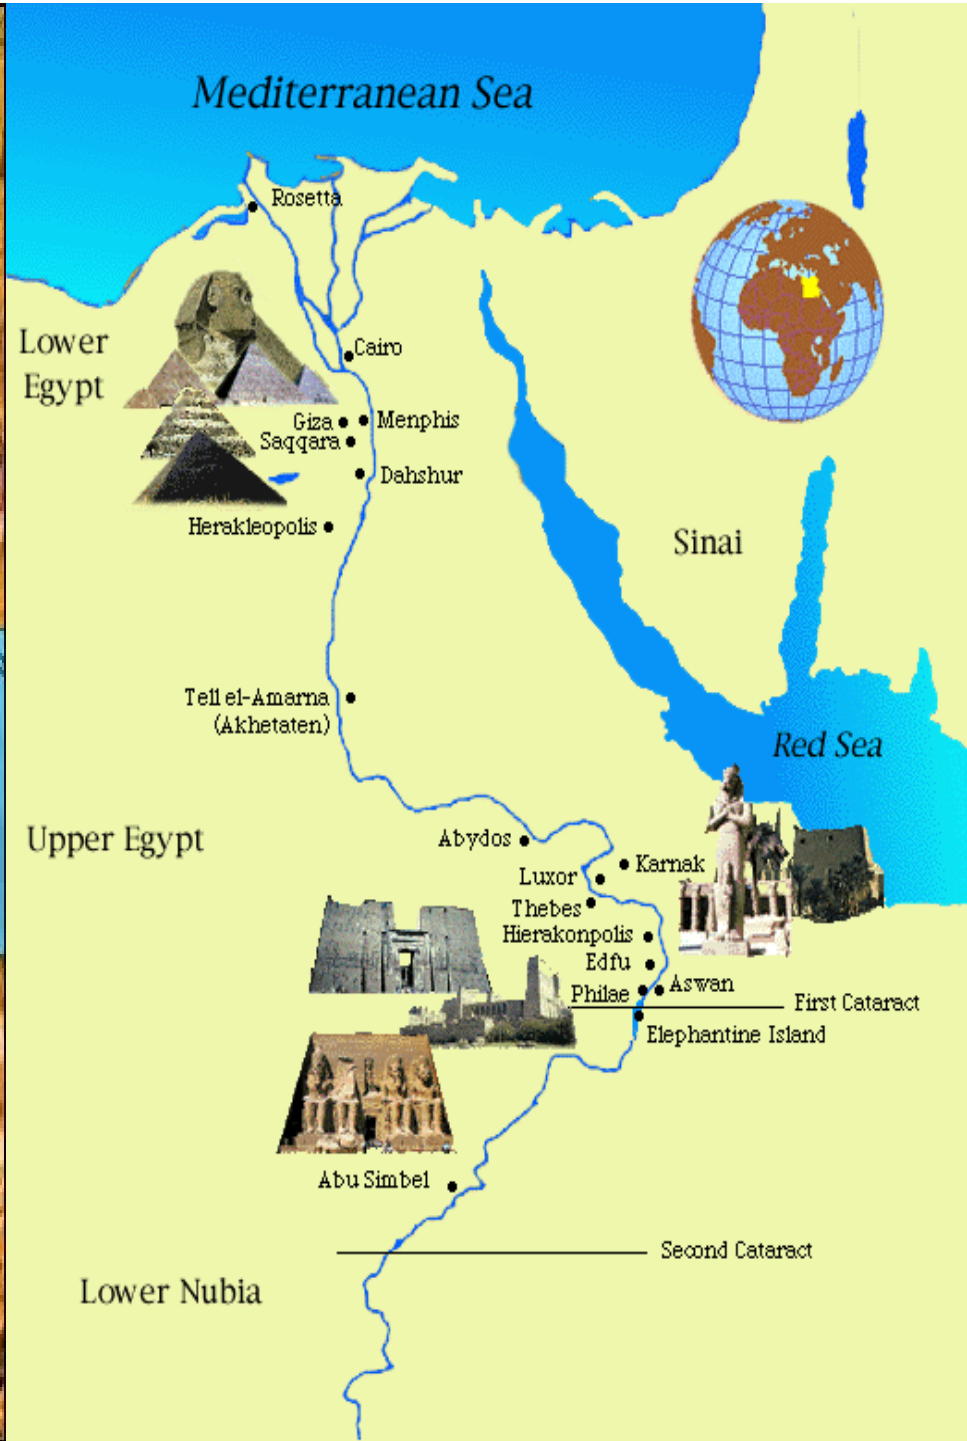 Mediterranean Sea
Rosetta
Lower
Egypt
Cairo
Giza
Menphis
Saqqara
Dahshur
Herakleopolis
Sinai
Tell el-Amarna
(Akhetaten)
Red Sea
Upper Egypt
Abydos
Karnak
Luxor
Thebes
Hierakonpolis
Edfu
Philae
Aswan
First Cataract
Elephantine Island
Abu Simbel
Second Cataract
Lower Nubia